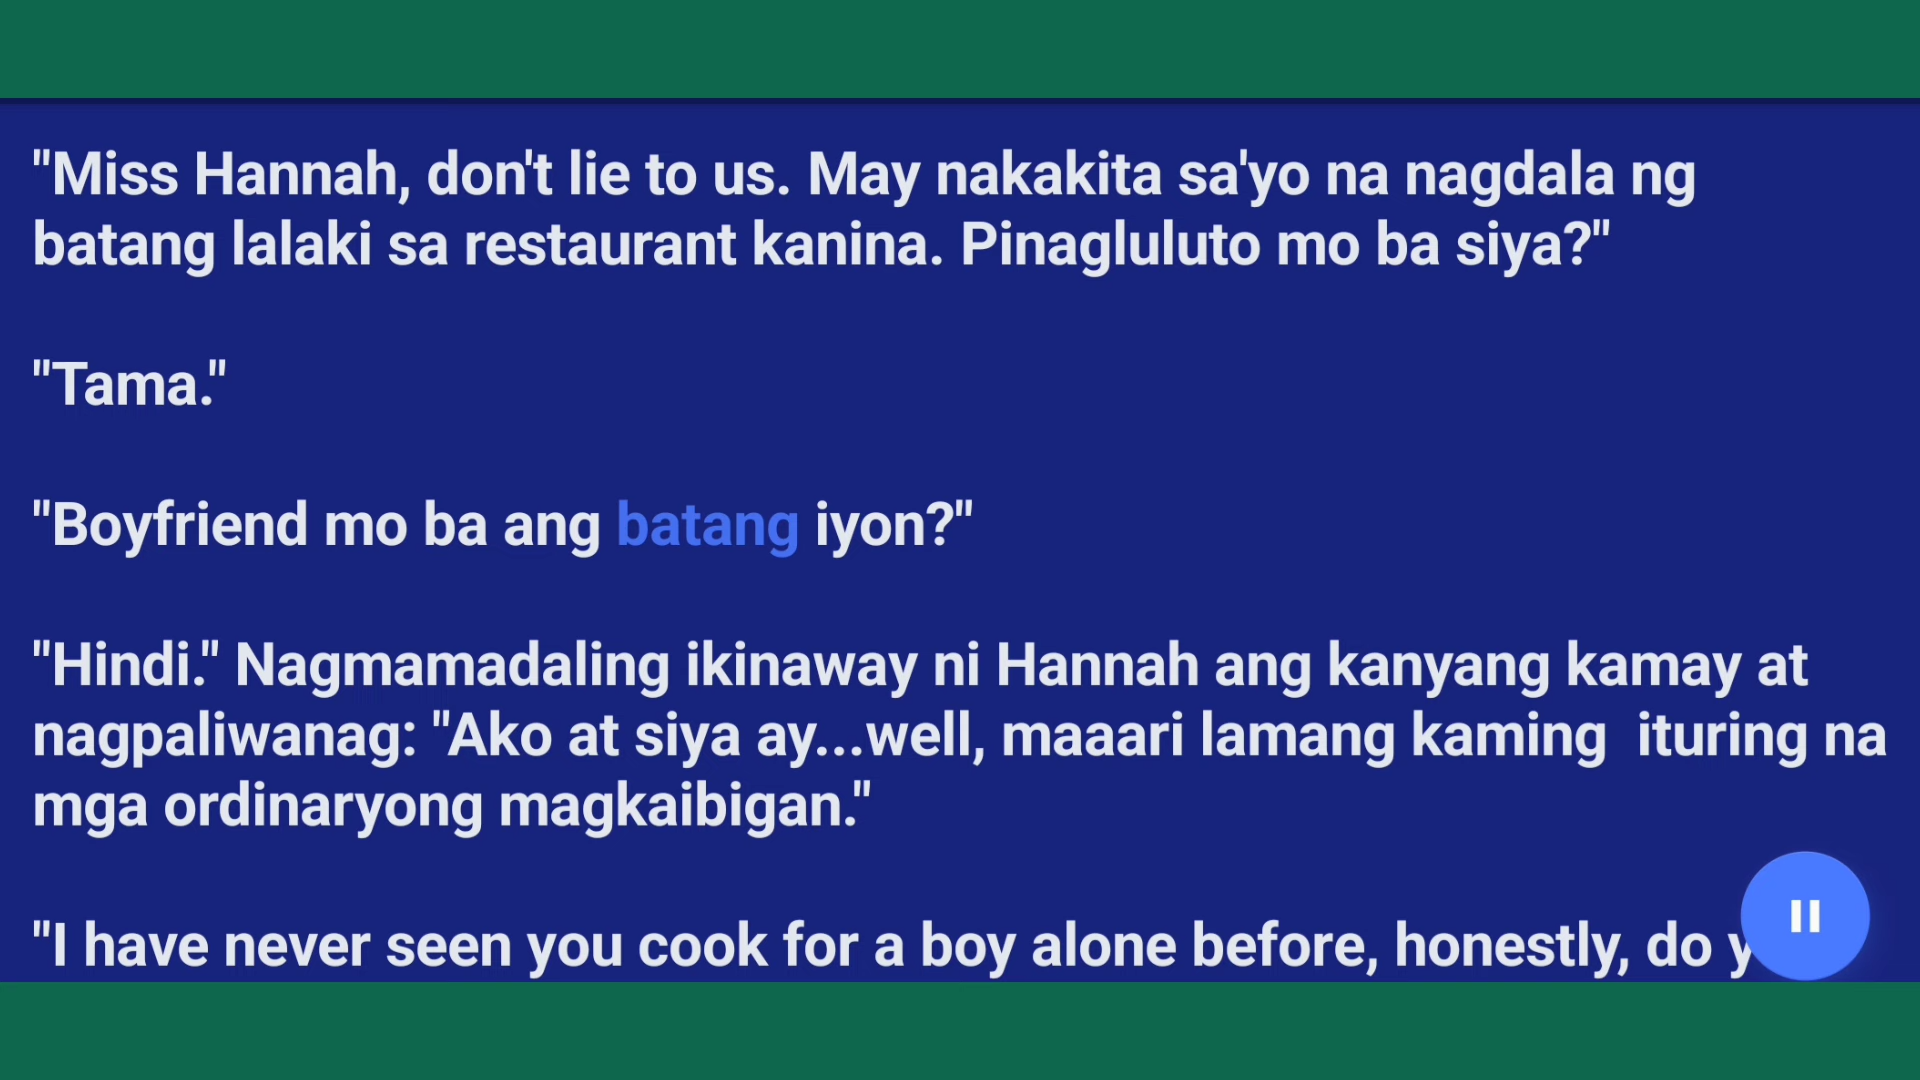 "Miss Hannah, don't lie to us. May nakakita sa'yo na nagdala ng
batang lalaki sa restaurant kanina. Pinagluluto mo ba siya?"
"Tama."
"Boyfriend mo ba ang batang iyon?"
"Hindi." Nagmamadaling ikinaway ni Hannah ang kanyang kamay at
nagpaliwanag: "Ako at siya ay...well, maaari lamang kaming  ituring na
mga ordinaryong magkaibigan."
"I have never seen you cook for a boy alone before, honestly, do